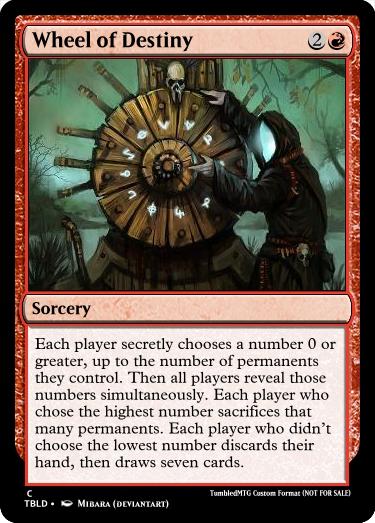 Wheel of Destiny 2
Sorcery
Each player secretly chooses a number 0 or
greater, up to the number of permanents
they control. Then all players reveal those
numbers simultaneously. Each player who
chose the highest number sacrifices that
many permanents. Each player who didn't
choose the lowest number discards their
hand, then draws seven cards.
C TumbledMTG Custom Format (NOT FOR SALE)
TBLD • Mibara (deviantart)